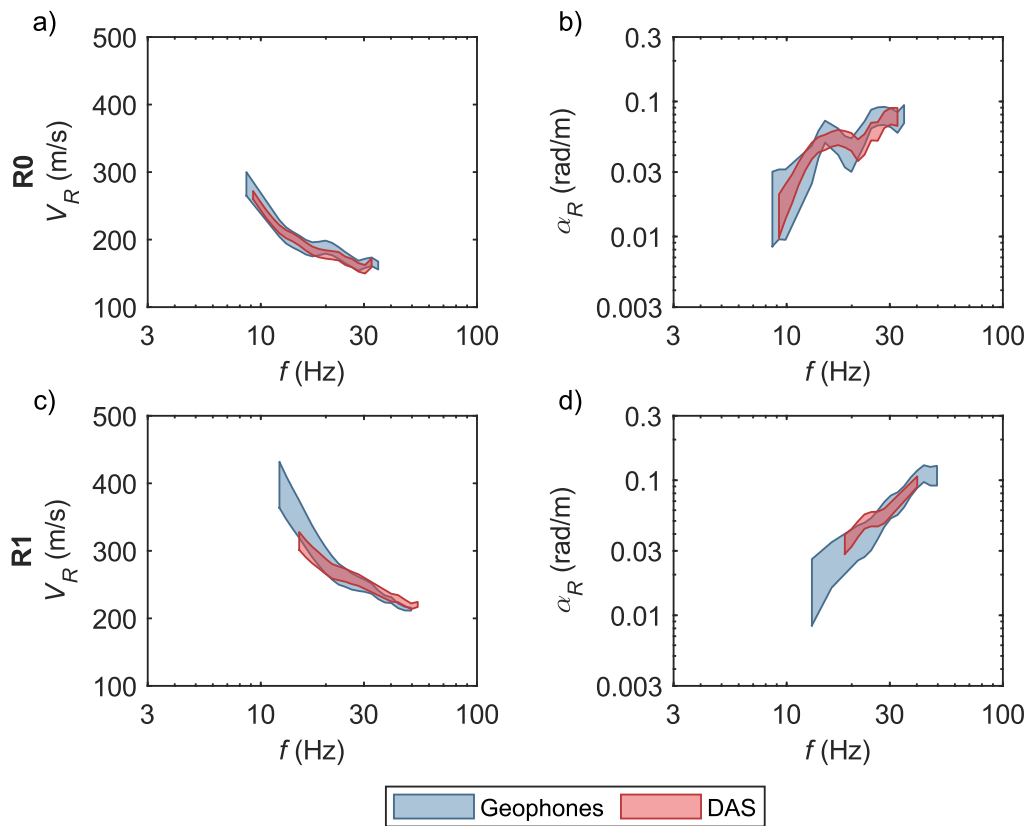 a)
500
400
300
200
100
R0
V_R (m/s)
3 10 30 100
f (Hz)
b)
0.3
0.1
0.03
0.01
0.003
α_R (rad/m)
3 10 30 100
f (Hz)
c)
500
400
300
200
100
R1
V_R (m/s)
3 10 30 100
f (Hz)
d)
0.3
0.1
0.03
0.01
0.003
α_R (rad/m)
3 10 30 100
f (Hz)
Geophones DAS